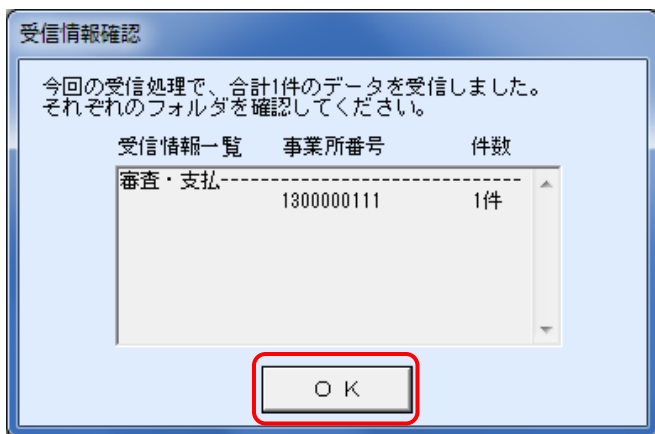 受信情報確認
今回の受信処理で、合計1件のデータを受信しました。
それぞれのフォルダを確認してください。
受信情報一覧 事業所番号 件数
審査・支払------------------------------
1300000111 1件
ＯＫ